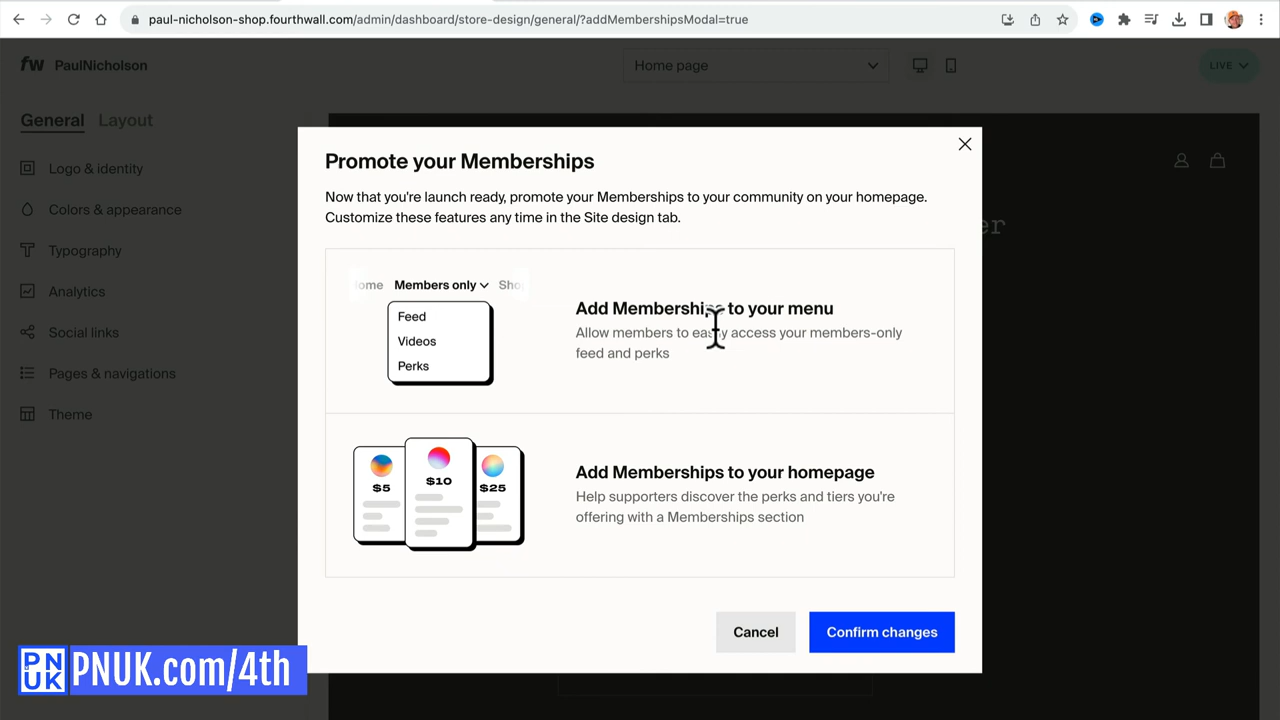 paul-nicholson-shop.fourthwall.com/admin/dashboard/store-design/general/?addMembershipsModal=true
fw PaulNicholson
Home page
LIVE
General Layout
Logo & identity
Colors & appearance
Typography
Analytics
Social links
Pages & navigations
Theme
Promote your Memberships
Now that you're launch ready, promote your Memberships to your community on your homepage.
Customize these features any time in the Site design tab.
ome Members only Sho
Feed
Videos
Perks
Add Memberships to your menu
Allow members to easily access your members-only
feed and perks
$5 $10 $25
Add Memberships to your homepage
Help supporters discover the perks and tiers you're
offering with a Memberships section
Cancel
Confirm changes
er
PN
UK
PNUK.com/4th